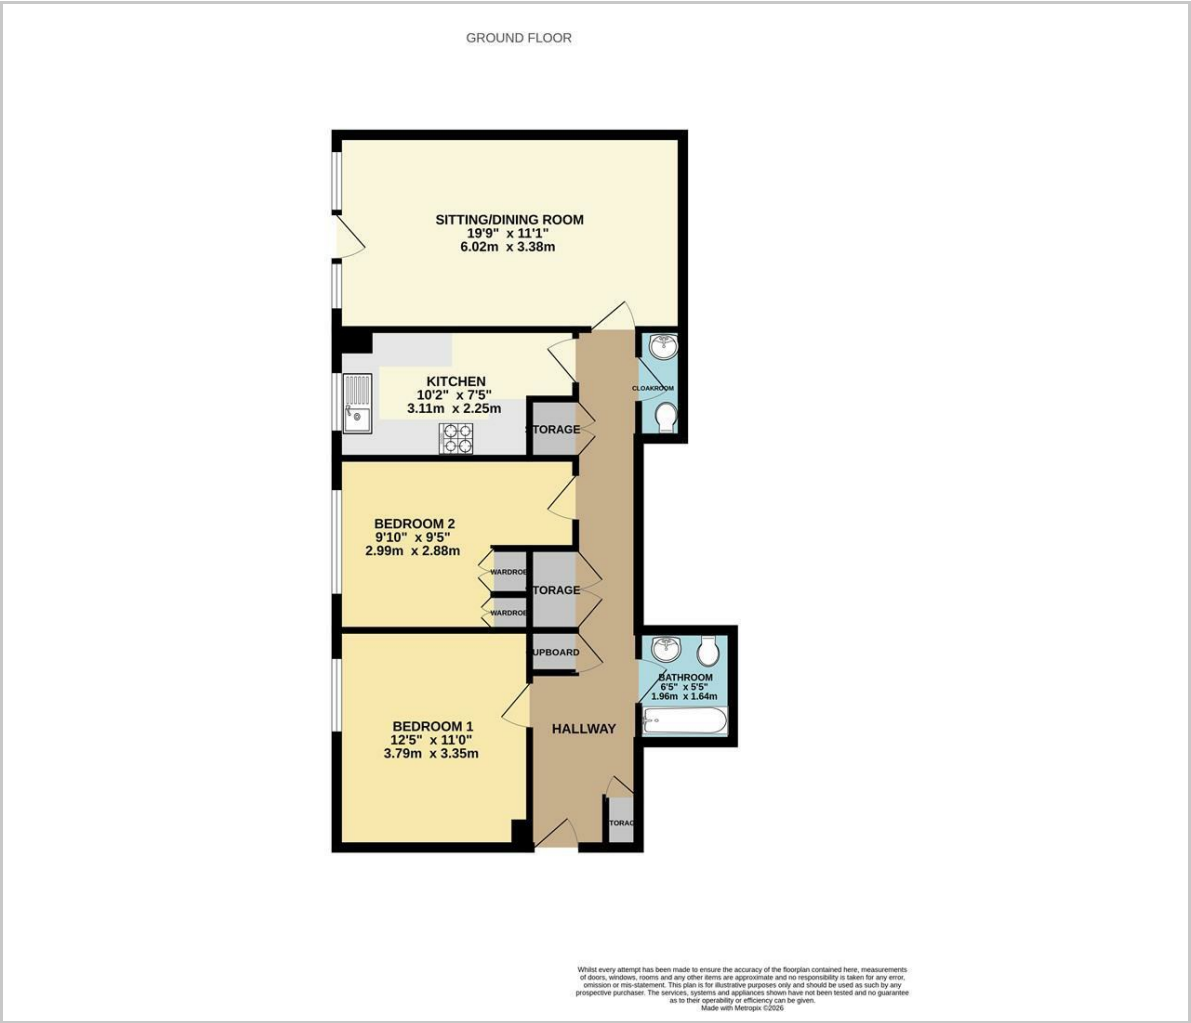 GROUND FLOOR
SITTING/DINING ROOM
19'9" x 11'1"
6.02m x 3.38m
CLOAKROOM
KITCHEN
10'2" x 7'5"
3.11m x 2.25m
STORAGE
BEDROOM 2
9'10" x 9'5"
2.99m x 2.88m
WARDROBE
TORAGE
WARDROBE
UPBOARD
BATHROOM
6'5" x 5'5"
1.96m x 1.64m
BEDROOM 1
12'5" x 11'0"
3.79m x 3.35m
HALLWAY
TORAG
Whilst every attempt has been made to ensure the accuracy of the floorplan contained here, measurements
of doors, windows, rooms and any other items are approximate and no responsibility is taken for any error,
omission or mis-statement. This plan is for illustrative purposes only and should be used as such by any
prospective purchaser. The services, systems and appliances shown have not been tested and no guarantee
as to their operability or efficiency can be given.
Made with Metropix ©2026